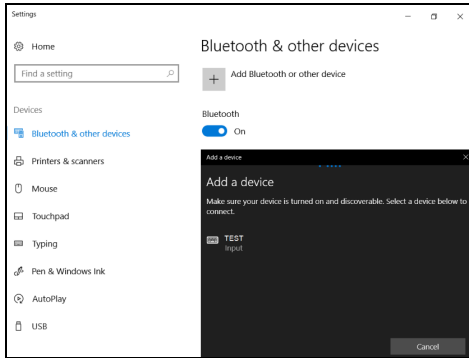 Settings
Home
Find a setting
Devices
Bluetooth & other devices
Printers & scanners
Mouse
Touchpad
Typing
Pen & Windows Ink
AutoPlay
USB
Bluetooth & other devices
Add Bluetooth or other device
Bluetooth
On
Add a device
Add a device
Make sure your device is turned on and discoverable. Select a device below to
connect.
TEST
Input
Cancel